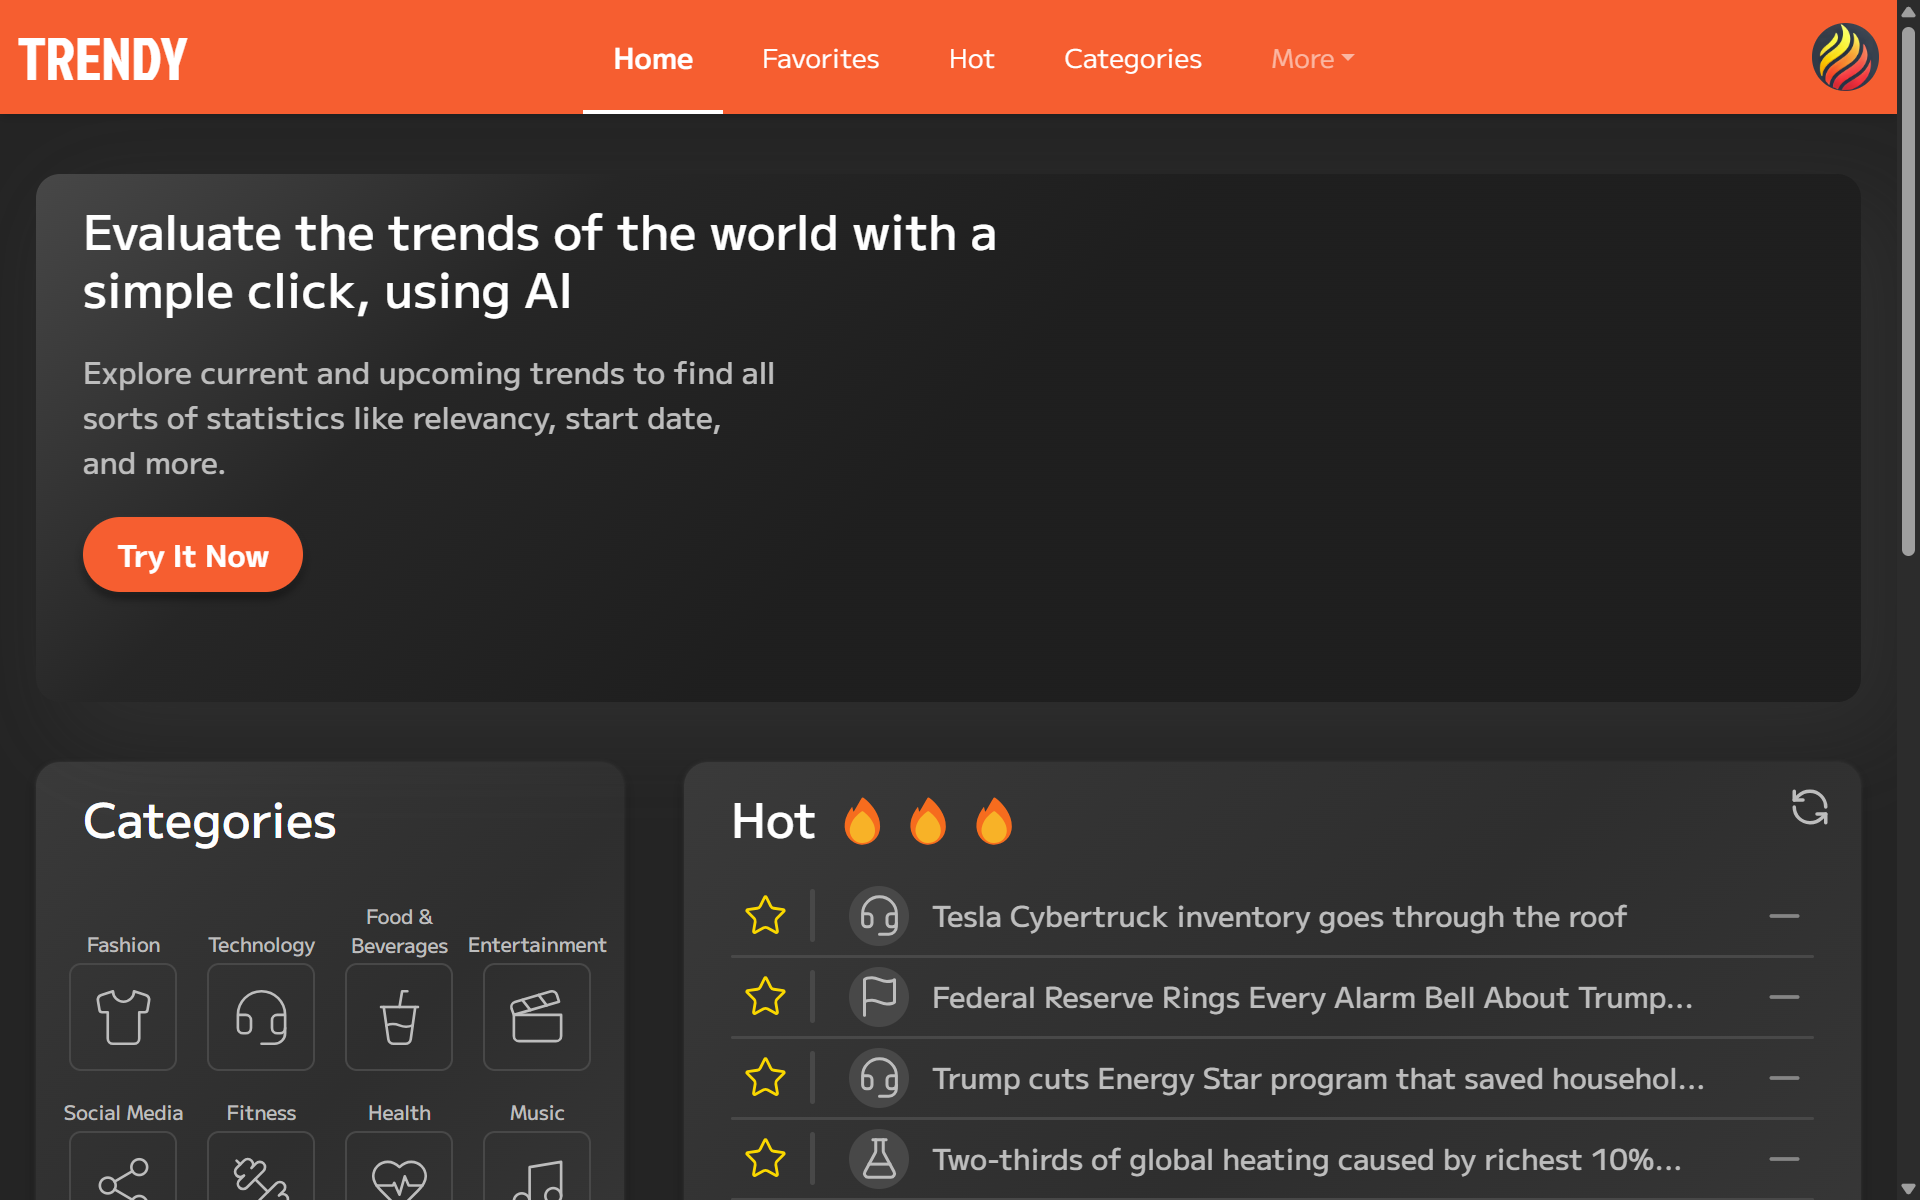 TRENDY
Home
Favorites
Hot
Categories
More
Evaluate the trends of the world with a
simple click, using AI
Explore current and upcoming trends to find all
sorts of statistics like relevancy, start date,
and more.
Try It Now
Categories
Fashion
Technology
Food &
Beverages
Entertainment
Social Media
Fitness
Health
Music
Hot
Tesla Cybertruck inventory goes through the roof
Federal Reserve Rings Every Alarm Bell About Trump...
Trump cuts Energy Star program that saved househol...
Two-thirds of global heating caused by richest 10%...